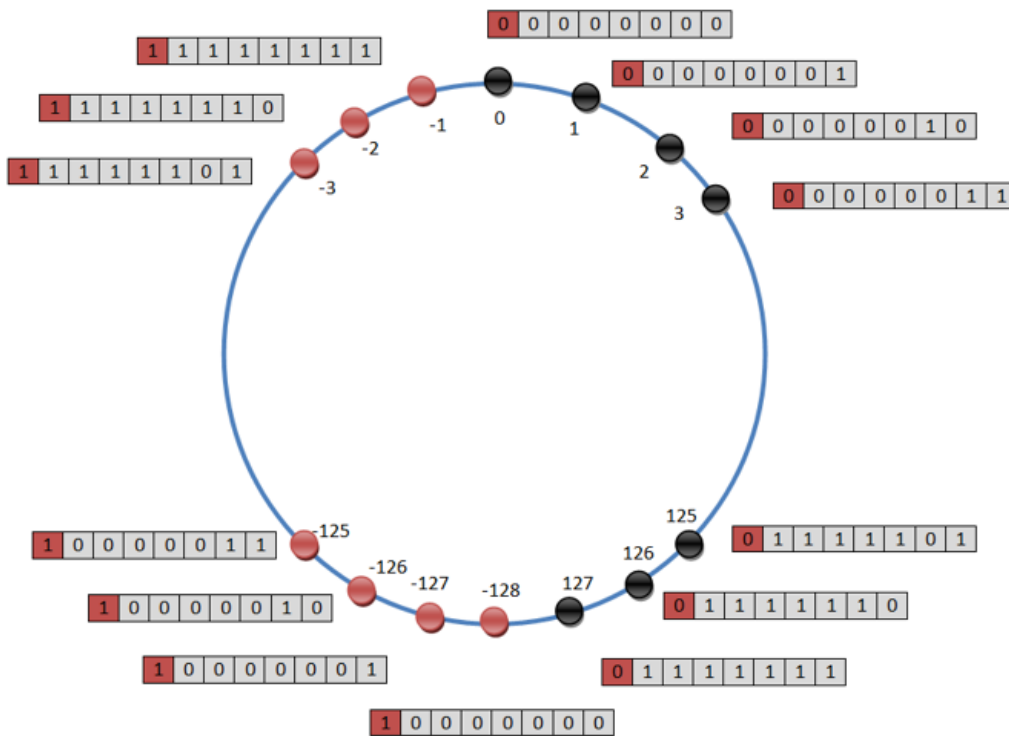 0 0 0 0 0 0 0 0
1 1 1 1 1 1 1 1
0 0 0 0 0 0 0 1
1 1 1 1 1 1 1 0
-1
0
1
0 0 0 0 0 0 1 0
-2
2
1 1 1 1 1 1 0 1
-3
3
0 0 0 0 0 0 1 1
125
-125
1 0 0 0 0 0 1 1
0 1 1 1 1 1 0 1
126
-126
-127
-128
127
1 0 0 0 0 0 1 0
0 1 1 1 1 1 1 0
1 0 0 0 0 0 0 1
0 1 1 1 1 1 1 1
1 0 0 0 0 0 0 0